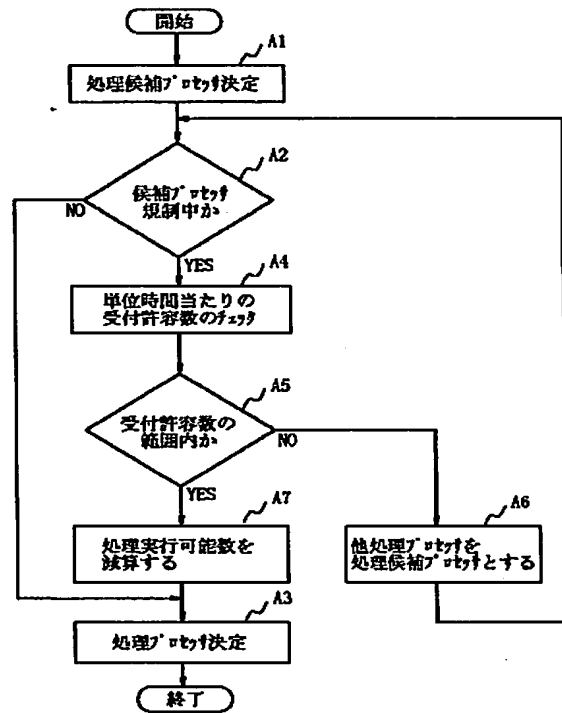 開始
A1
処理候補ﾌﾟﾛｾｯｻ決定
A2
候補ﾌﾟﾛｾｯｻ
規制中か
NO
YES
A4
単位時間当たりの
受付許容数のﾁｪｯｸ
A5
受付許容数の
範囲内か
NO
YES
A7
処理実行可能数を
減算する
A6
他処理ﾌﾟﾛｾｯｻを
処理候補ﾌﾟﾛｾｯｻとする
A3
処理ﾌﾟﾛｾｯｻ決定
終了